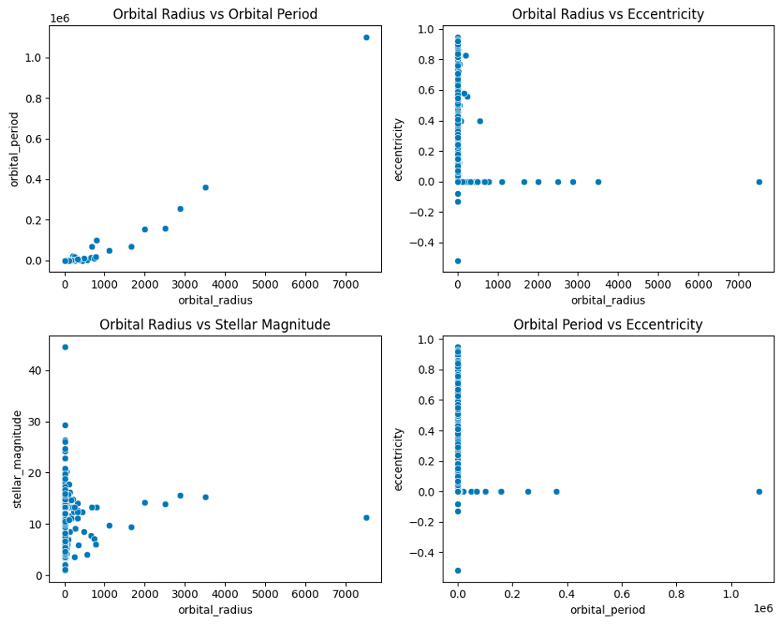 Orbital Radius vs Orbital Period
1e6
1.0
0.8
0.6
0.4
0.2
0.0
orbital_period
0 1000 2000 3000 4000 5000 6000 7000
orbital_radius
Orbital Radius vs Eccentricity
1.0
0.8
0.6
0.4
0.2
0.0
−0.2
−0.4
eccentricity
0 1000 2000 3000 4000 5000 6000 7000
orbital_radius
Orbital Radius vs Stellar Magnitude
40
30
20
10
0
stellar_magnitude
0 1000 2000 3000 4000 5000 6000 7000
orbital_radius
Orbital Period vs Eccentricity
1.0
0.8
0.6
0.4
0.2
0.0
−0.2
−0.4
eccentricity
0.0 0.2 0.4 0.6 0.8 1.0
1e6
orbital_period